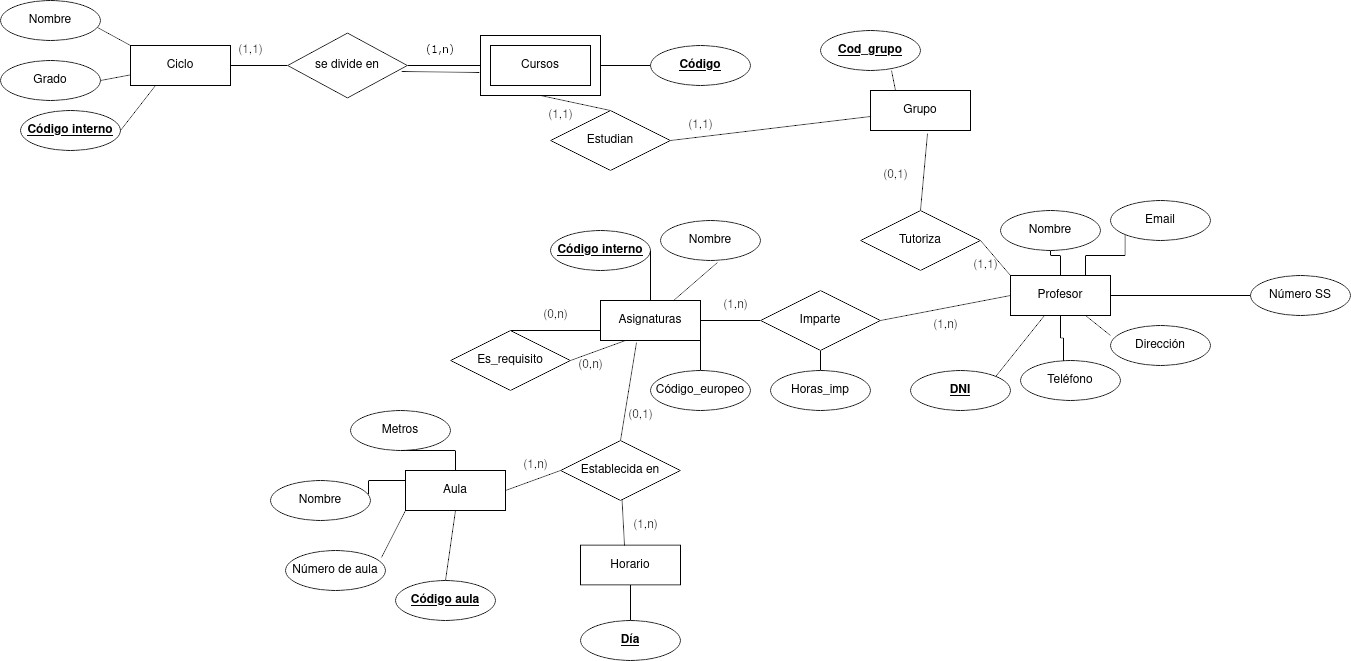 Nombre
Grado
Código interno
Ciclo
(1,1)
se divide en
(1,n)
Cursos
Código
Cod_grupo
Grupo
(1,1)
Estudian
(1,1)
(0,1)
Tutoriza
(1,1)
Nombre
Email
Profesor
Número SS
Dirección
Teléfono
DNI
Código interno
Nombre
Asignaturas
(1,n)
Imparte
(1,n)
Horas_imp
Código_europeo
(0,n)
Es_requisito
(0,n)
(0,1)
Metros
Nombre
Aula
(1,n)
Establecida en
Número de aula
Código aula
(1,n)
Horario
Día